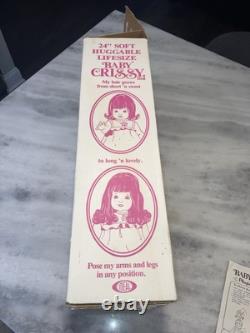 24" SOFT
HUGGABLE
LIFESIZE
BABY
CRISSY
My hair grows
from short 'n sweet
to long 'n lovely.
Pose my arms and legs
in any position.
IDEAL
"BABY